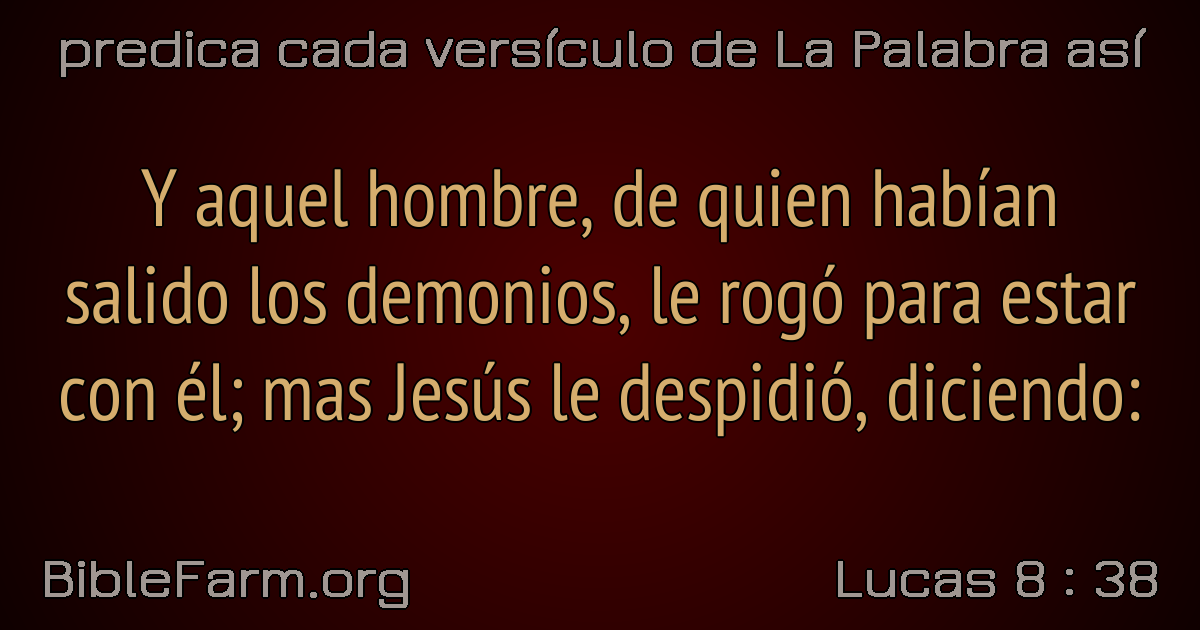 predica cada versículo de La Palabra así
Y aquel hombre, de quien habían
salido los demonios, le rogó para estar
con él; mas Jesús le despidió, diciendo:
BibleFarm.org
Lucas 8 : 38